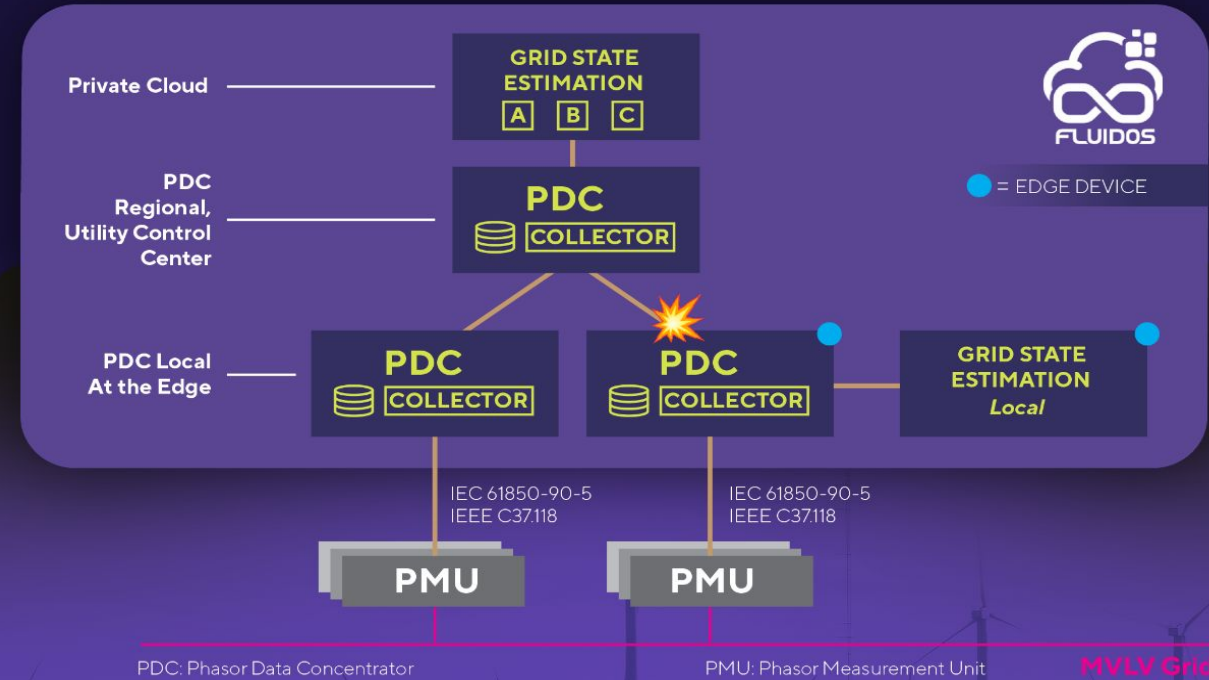 GRID STATE
ESTIMATION
A B C
Private Cloud
FLUIDOS
= EDGE DEVICE
PDC
Regional,
Utility Control
Center
PDC
COLLECTOR
PDC Local
At the Edge
PDC
COLLECTOR
PDC
COLLECTOR
GRID STATE
ESTIMATION
Local
IEC 61850-90-5
IEEE C37.118
IEC 61850-90-5
IEEE C37.118
PMU
PMU
PDC: Phasor Data Concentrator
PMU: Phasor Measurement Unit
MVLV Grid